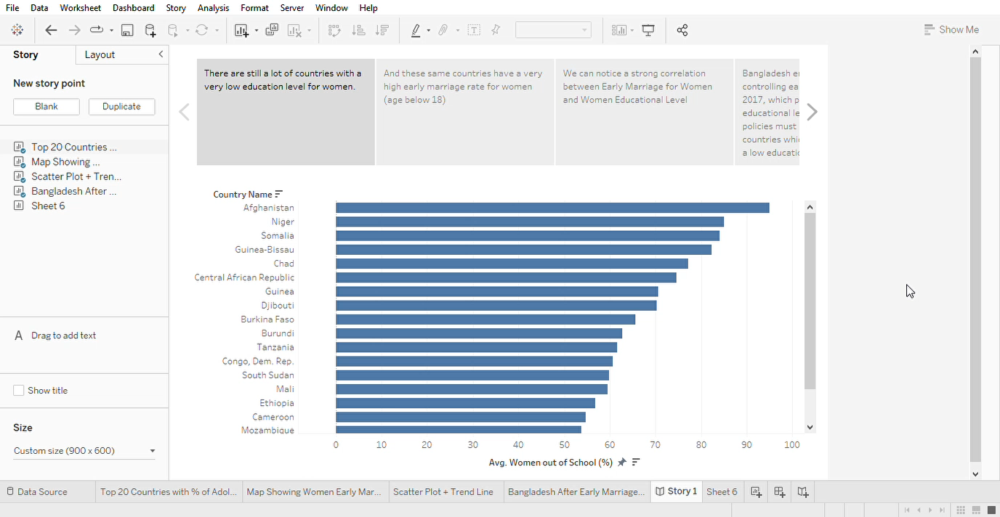 File Data Worksheet Dashboard Story Analysis Format Server Window Help
Show Me
Story Layout
New story point
Blank Duplicate
Top 20 Countries ...
Map Showing ...
Scatter Plot + Tren...
Bangladesh After ...
Sheet 6
A Drag to add text
Show title
Size
Custom size (900 x 600)
There are still a lot of countries with a
very low education level for women.
And these same countries have a very
high early marriage rate for women
(age below 18)
We can notice a strong correlation
between Early Marriage for Women
and Women Educational Level
Bangladesh e
controlling ea
2017, which p
educational le
policies must
countries whi
a low educatio
Country Name
Afghanistan
Niger
Somalia
Guinea-Bissau
Chad
Central African Republic
Guinea
Djibouti
Burkina Faso
Burundi
Tanzania
Congo, Dem. Rep.
South Sudan
Mali
Ethiopia
Cameroon
Mozambique
0 10 20 30 40 50 60 70 80 90 100
Avg. Women out of School (%)
Data Source Top 20 Countries with % of Adol... Map Showing Women Early Mar... Scatter Plot + Trend Line Bangladesh After Early Marriage... Story 1 Sheet 6